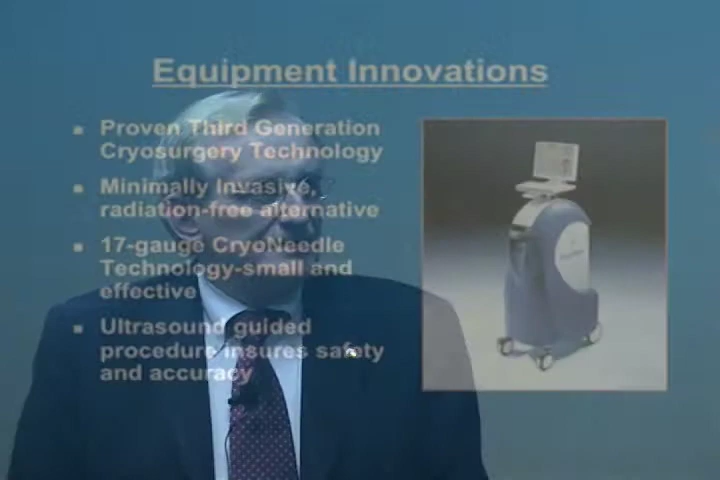 Equipment Innovations
Proven Third Generation
Cryosurgery Technology
Minimally Invasive,
radiation-free alternative
17-gauge CryoNeedle
Technology-small and
effective
Ultrasound guided
procedure insures safety
and accuracy